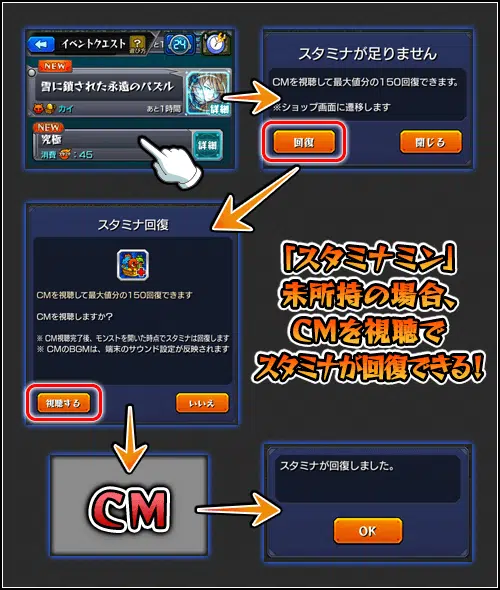 イベントクエスト
?
遊び方
と1
24
NEW
雪に鎖された永遠のパズル
カイ
あと1時間
詳細
NEW
究極
消費 :45
詳細
スタミナが足りません
CMを視聴して最大値分の150回復できます。
※ショップ画面に遷移します
回復
閉じる
スタミナ回復
CMを視聴して最大値分の150回復できます
CMを視聴しますか?
※ CM視聴完了後、モンストを開いた時点でスタミナは回復します
※ CMのBGMは、端末のサウンド設定が反映されます
視聴する
いいえ
「スタミナミン」
未所持の場合、
CMを視聴で
スタミナが回復できる!
CM
スタミナが回復しました。
OK